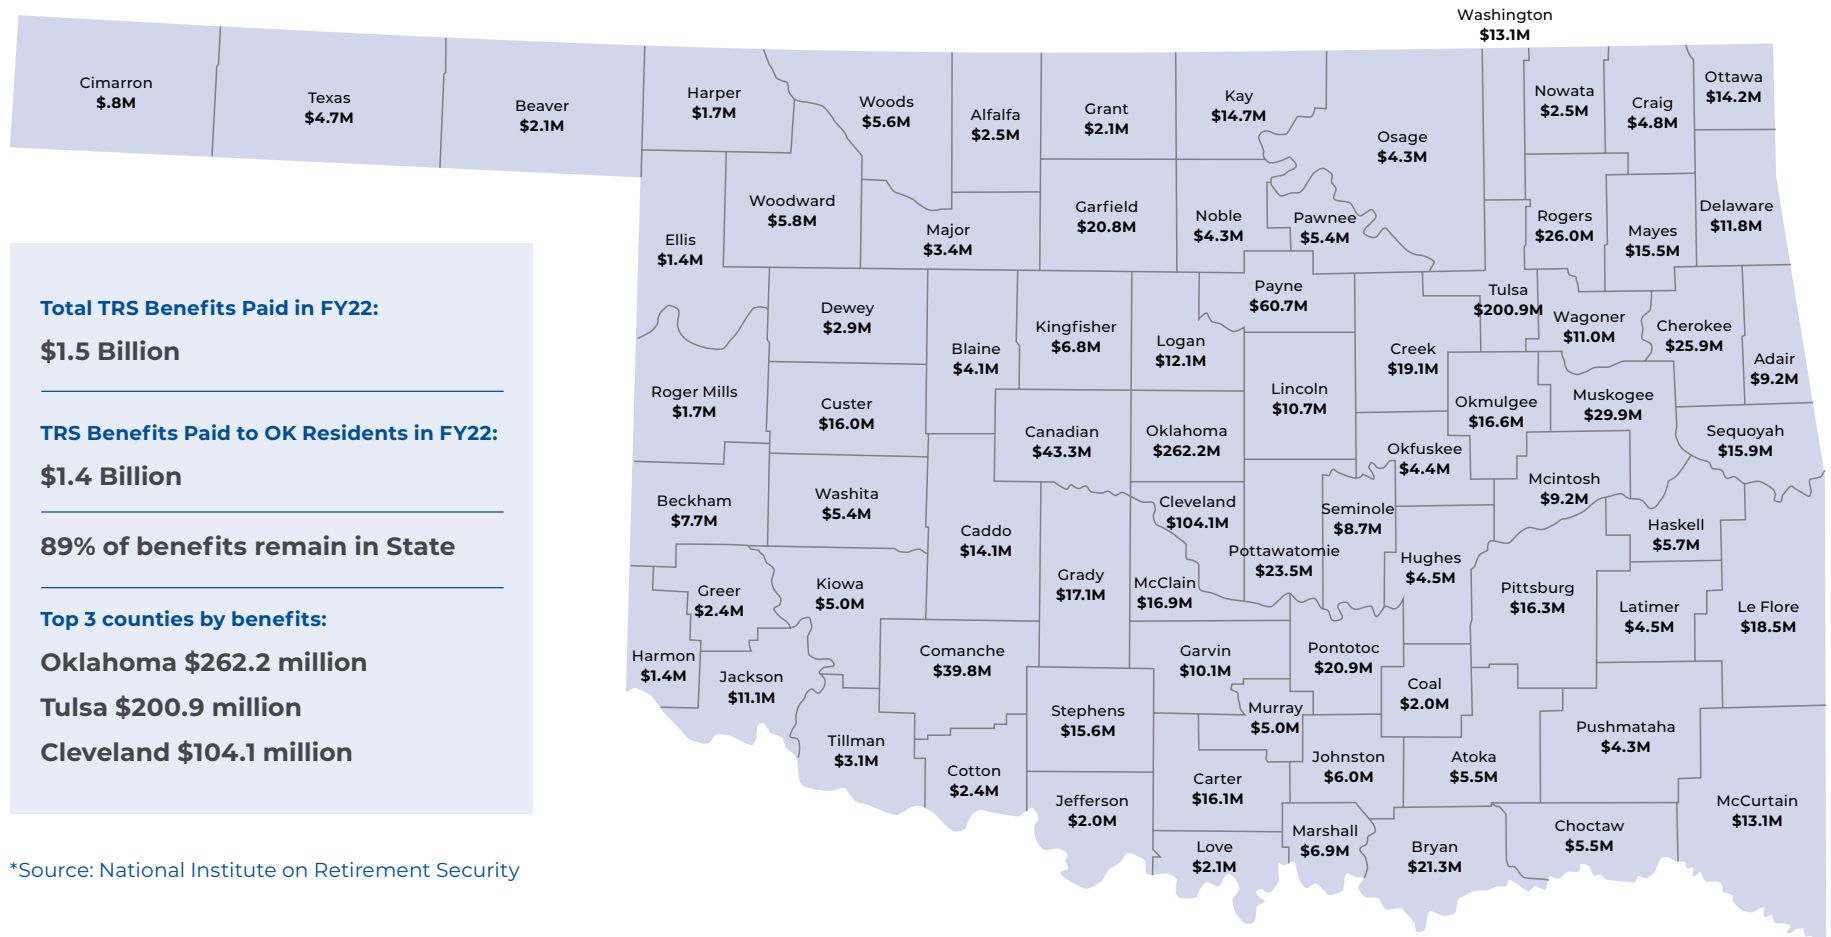 Washington
$13.1M
Cimarron
$.8M
Texas
$4.7M
Beaver
$2.1M
Harper
$1.7M
Woods
$5.6M
Alfalfa
$2.5M
Grant
$2.1M
Kay
$14.7M
Osage
$4.3M
Nowata
$2.5M
Craig
$4.8M
Ottawa
$14.2M
Ellis
$1.4M
Woodward
$5.8M
Major
$3.4M
Garfield
$20.8M
Noble
$4.3M
Pawnee
$5.4M
Rogers
$26.0M
Mayes
$15.5M
Delaware
$11.8M
Dewey
$2.9M
Blaine
$4.1M
Kingfisher
$6.8M
Logan
$12.1M
Payne
$60.7M
Creek
$19.1M
Tulsa
$200.9M
Wagoner
$11.0M
Cherokee
$25.9M
Adair
$9.2M
Roger Mills
$1.7M
Custer
$16.0M
Canadian
$43.3M
Oklahoma
$262.2M
Lincoln
$10.7M
Okmulgee
$16.6M
Muskogee
$29.9M
Okfuskee
$4.4M
Sequoyah
$15.9M
Beckham
$7.7M
Washita
$5.4M
Caddo
$14.1M
Cleveland
$104.1M
Seminole
$8.7M
Mcintosh
$9.2M
Haskell
$5.7M
Pottawatomie
$23.5M
Hughes
$4.5M
Greer
$2.4M
Kiowa
$5.0M
Grady
$17.1M
McClain
$16.9M
Pittsburg
$16.3M
Latimer
$4.5M
Le Flore
$18.5M
Harmon
$1.4M
Jackson
$11.1M
Comanche
$39.8M
Garvin
$10.1M
Pontotoc
$20.9M
Coal
$2.0M
Stephens
$15.6M
Murray
$5.0M
Tillman
$3.1M
Cotton
$2.4M
Johnston
$6.0M
Atoka
$5.5M
Pushmataha
$4.3M
Carter
$16.1M
Jefferson
$2.0M
Love
$2.1M
Marshall
$6.9M
Bryan
$21.3M
Choctaw
$5.5M
McCurtain
$13.1M
Total TRS Benefits Paid in FY22:
$1.5 Billion
TRS Benefits Paid to OK Residents in FY22:
$1.4 Billion
89% of benefits remain in State
Top 3 counties by benefits:
Oklahoma $262.2 million
Tulsa $200.9 million
Cleveland $104.1 million
*Source: National Institute on Retirement Security